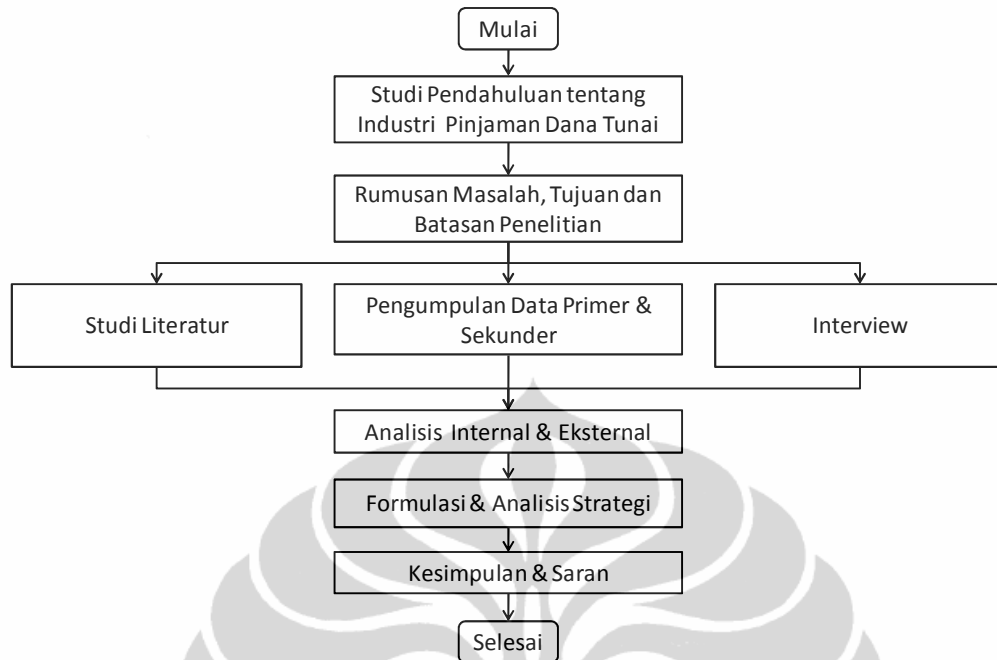 Mulai
Studi Pendahuluan tentang
Industri Pinjaman Dana Tunai
Rumusan Masalah, Tujuan dan
Batasan Penelitian
Studi Literatur
Pengumpulan Data Primer &
Sekunder
Interview
Analisis Internal & Eksternal
Formulasi & Analisis Strategi
Kesimpulan & Saran
Selesai